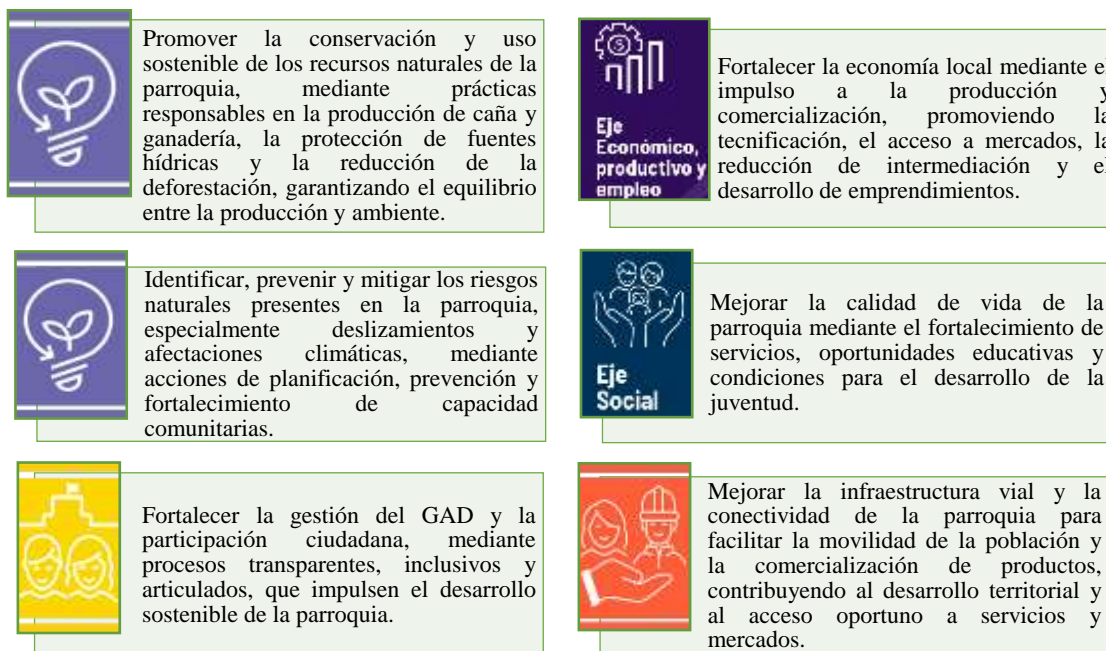 Promover la conservación y uso
sostenible de los recursos naturales de la
parroquia, mediante prácticas
responsables en la producción de caña y
ganadería, la protección de fuentes
hídricas y la reducción de la
deforestación, garantizando el equilibrio
entre la producción y ambiente.
Eje
Económico,
productivo y
empleo
Fortalecer la economía local mediante el
impulso a la producción y
comercialización, promoviendo la
tecnificación, el acceso a mercados, la
reducción de intermediación y el
desarrollo de emprendimientos.
Identificar, prevenir y mitigar los riesgos
naturales presentes en la parroquia,
especialmente deslizamientos y
afectaciones climáticas, mediante
acciones de planificación, prevención y
fortalecimiento de capacidad
comunitarias.
Eje
Social
Mejorar la calidad de vida de la
parroquia mediante el fortalecimiento de
servicios, oportunidades educativas y
condiciones para el desarrollo de la
juventud.
Fortalecer la gestión del GAD y la
participación ciudadana, mediante
procesos transparentes, inclusivos y
articulados, que impulsen el desarrollo
sostenible de la parroquia.
Mejorar la infraestructura vial y la
conectividad de la parroquia para
facilitar la movilidad de la población y
la comercialización de productos,
contribuyendo al desarrollo territorial y
al acceso oportuno a servicios y
mercados.